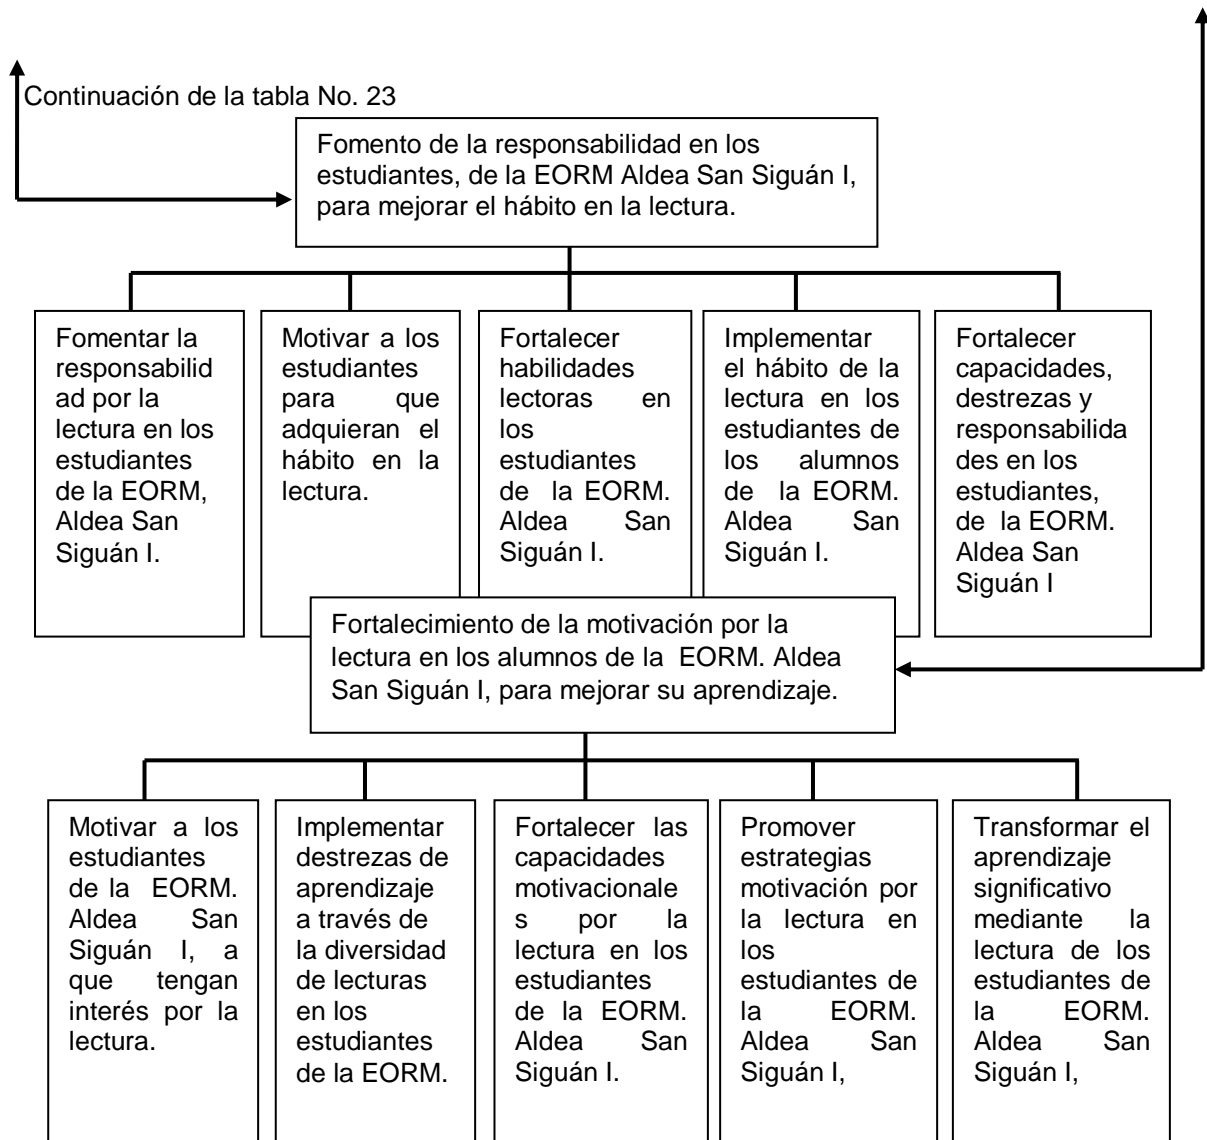 Continuación de la tabla No. 23
Fomento de la responsabilidad en los
estudiantes, de la EORM Aldea San Siguán I,
para mejorar el hábito en la lectura.
Fomentar la
responsabilid
ad por la
lectura en los
estudiantes
de la EORM,
Aldea San
Siguán I.
Motivar a los
estudiantes
para que
adquieran el
hábito en la
lectura.
Fortalecer
habilidades
lectoras en
los
estudiantes
de la EORM.
Aldea San
Siguán I.
Implementar
el hábito de la
lectura en los
estudiantes de
los alumnos
de la EORM.
Aldea San
Siguán I.
Fortalecer
capacidades,
destrezas y
responsabilida
des en los
estudiantes,
de la EORM.
Aldea San
Siguán I
Fortalecimiento de la motivación por la
lectura en los alumnos de la EORM. Aldea
San Siguán I, para mejorar su aprendizaje.
Motivar a los
estudiantes
de la EORM.
Aldea San
Siguán I, a
que tengan
interés por la
lectura.
Implementar
destrezas de
aprendizaje
a través de
la diversidad
de lecturas
en los
estudiantes
de la EORM.
Fortalecer las
capacidades
motivacionale
s por la
lectura en los
estudiantes
de la EORM.
Aldea San
Siguán I.
Promover
estrategias
motivación por
la lectura en
los
estudiantes de
la EORM.
Aldea San
Siguán I,
Transformar el
aprendizaje
significativo
mediante la
lectura de los
estudiantes de
la EORM.
Aldea San
Siguán I,